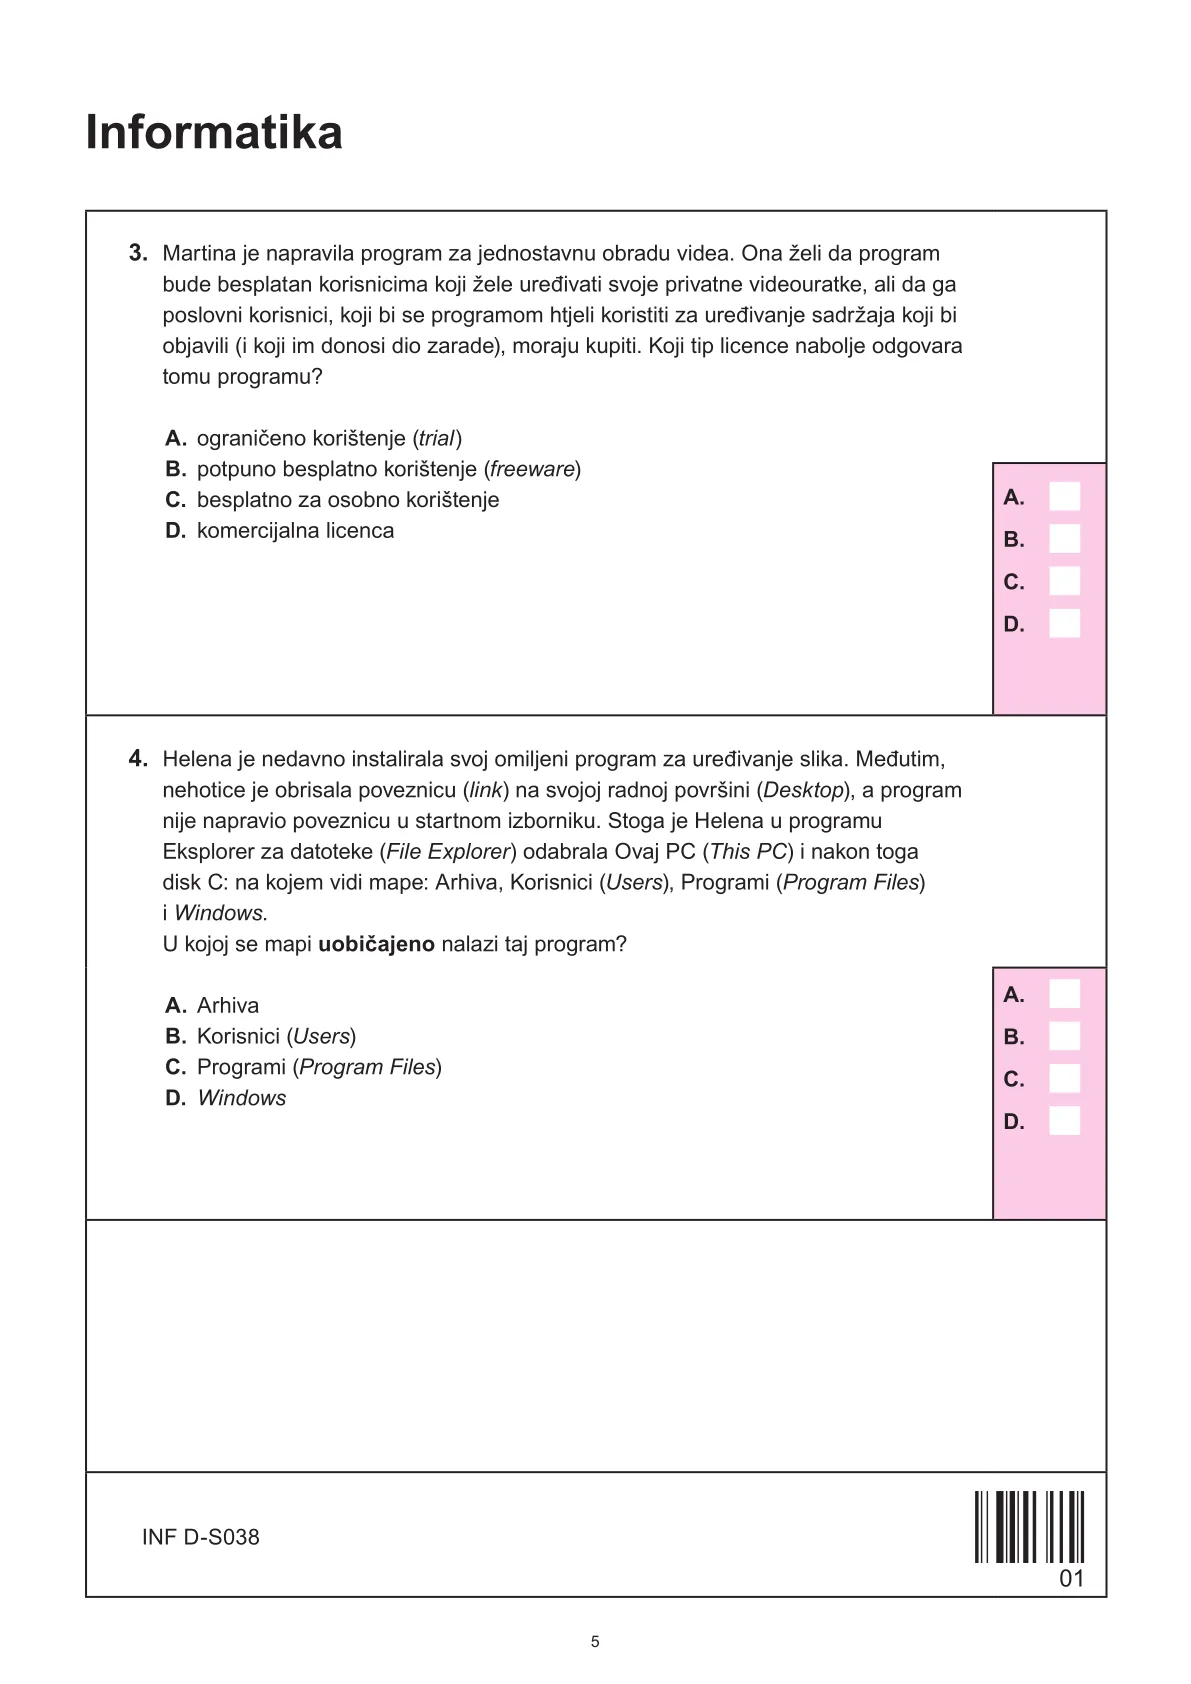 Informatika
3. Martina je napravila program za jednostavnu obradu videa. Ona želi da program
bude besplatan korisnicima koji žele uređivati svoje privatne videouratke, ali da ga
poslovni korisnici, koji bi se programom htjeli koristiti za uređivanje sadržaja koji bi
objavili (i koji im donosi dio zarade), moraju kupiti. Koji tip licence nabolje odgovara
tomu programu?
A. ograničeno korištenje (trial)
B. potpuno besplatno korištenje (freeware)
C. besplatno za osobno korištenje
D. komercijalna licenca
A.
B.
C.
D.
4. Helena je nedavno instalirala svoj omiljeni program za uređivanje slika. Međutim,
nehotice je obrisala poveznicu (link) na svojoj radnoj površini (Desktop), a program
nije napravio poveznicu u startnom izborniku. Stoga je Helena u programu
Eksplorer za datoteke (File Explorer) odabrala Ovaj PC (This PC) i nakon toga
disk C: na kojem vidi mape: Arhiva, Korisnici (Users), Programi (Program Files)
i Windows.
U kojoj se mapi uobičajeno nalazi taj program?
A. Arhiva
B. Korisnici (Users)
C. Programi (Program Files)
D. Windows
A.
B.
C.
D.
INF D-S038
01
5